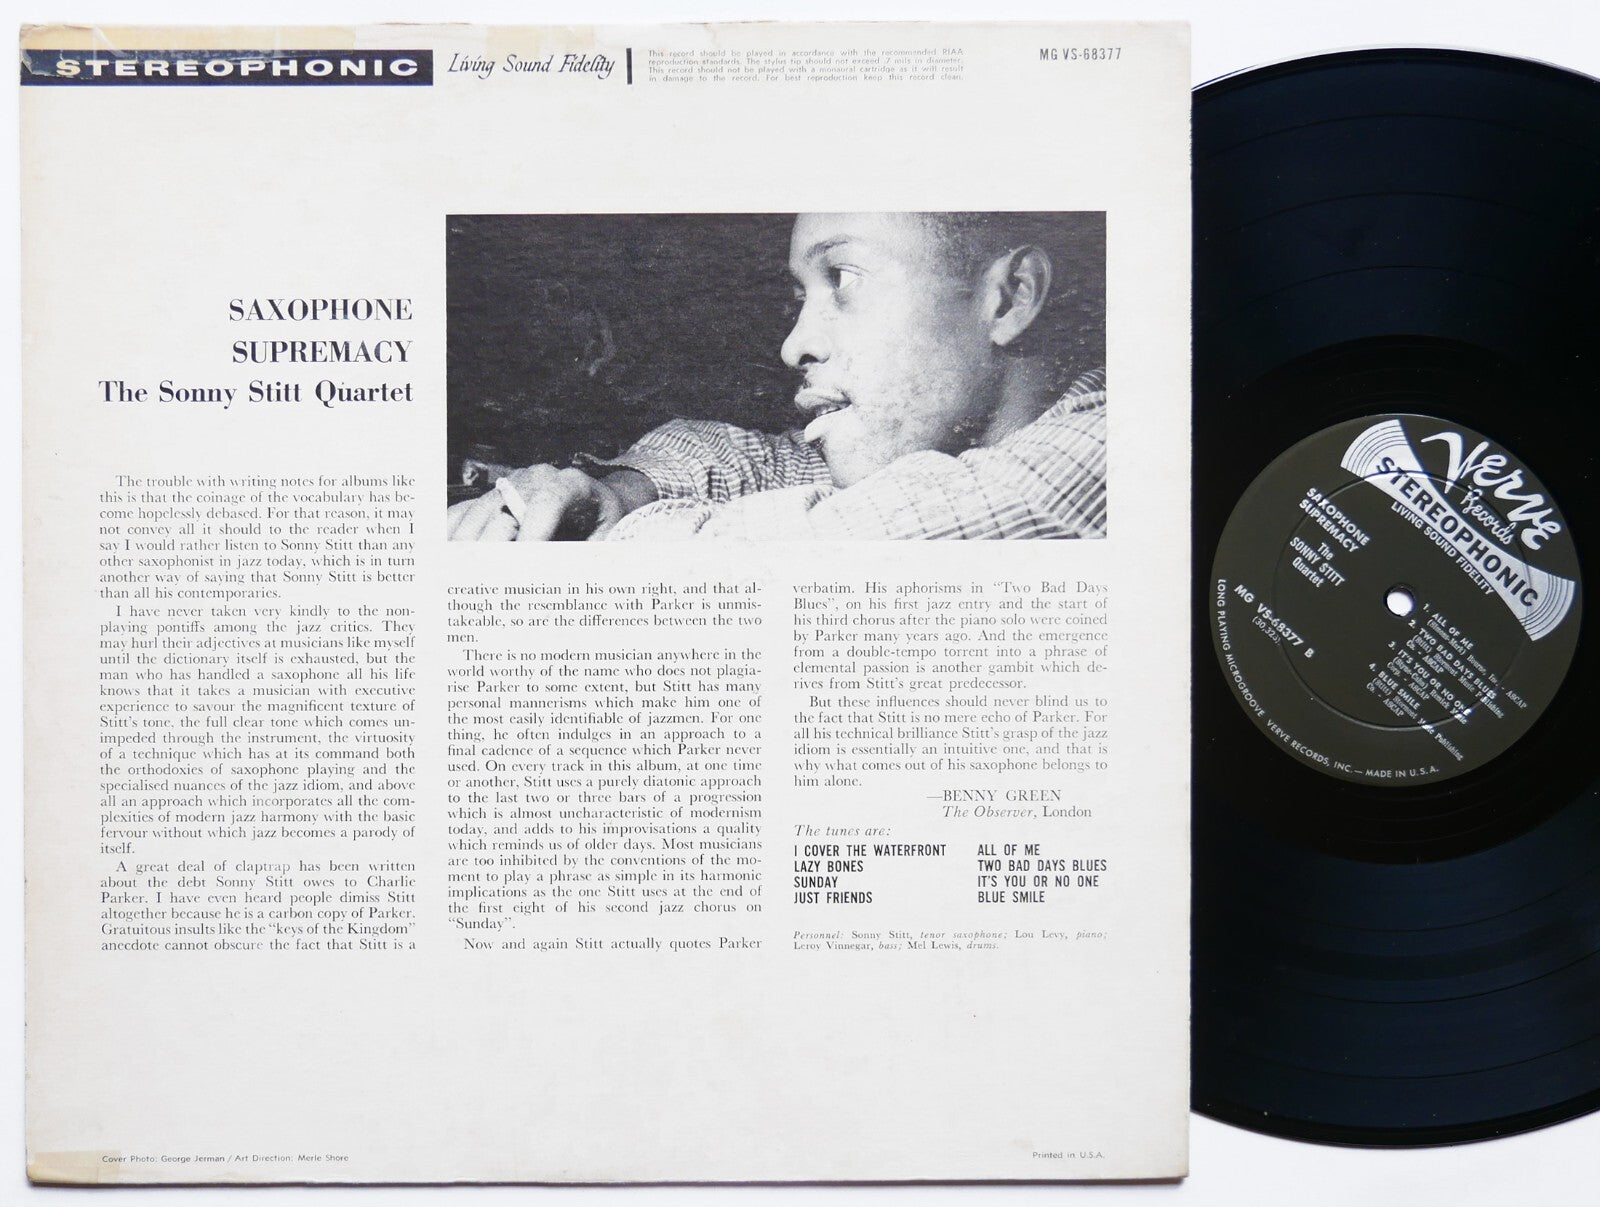 STEREOPHONIC
Living Sound Fidelity
This record should be played in accordance with the recommended RIAA
reproduction standards. The stylus tip should not exceed .7 mils in diameter.
This record should not be played with a monaural cartridge as it will result
in damage to the record. For best reproduction keep this record clean.
MG VS-68377
SAXOPHONE
SUPREMACY
The Sonny Stitt Quartet
The trouble with writing notes for albums like
this is that the coinage of the vocabulary has be-
come hopelessly debased. For that reason, it may
not convey all it should to the reader when I
say I would rather listen to Sonny Stitt than any
other saxophonist in jazz today, which is in turn
another way of saying that Sonny Stitt is better
than all his contemporaries.
I have never taken very kindly to the non-
playing pontiffs among the jazz critics. They
may hurl their adjectives at musicians like myself
until the dictionary itself is exhausted, but the
man who has handled a saxophone all his life
knows that it takes a musician with executive
experience to savour the magnificent texture of
Stitt's tone, the full clear tone which comes un-
impeded through the instrument, the virtuosity
of a technique which has at its command both
the orthodoxies of saxophone playing and the
specialised nuances of the jazz idiom, and above
all an approach which incorporates all the com-
plexities of modern jazz harmony with the basic
fervour without which jazz becomes a parody of
itself.
A great deal of claptrap has been written
about the debt Sonny Stitt owes to Charlie
Parker. I have even heard people dimiss Stitt
altogether because he is a carbon copy of Parker.
Gratuitous insults like the "keys of the Kingdom"
anecdote cannot obscure the fact that Stitt is a
creative musician in his own right, and that al-
though the resemblance with Parker is unmis-
takeable, so are the differences between the two
men.
There is no modern musician anywhere in the
world worthy of the name who does not plagia-
rise Parker to some extent, but Stitt has many
personal mannerisms which make him one of
the most easily identifiable of jazzmen. For one
thing, he often indulges in an approach to a
final cadence of a sequence which Parker never
used. On every track in this album, at one time
or another, Stitt uses a purely diatonic approach
to the last two or three bars of a progression
which is almost uncharacteristic of modernism
today, and adds to his improvisations a quality
which reminds us of older days. Most musicians
are too inhibited by the conventions of the mo-
ment to play a phrase as simple in its harmonic
implications as the one Stitt uses at the end of
the first eight of his second jazz chorus on
"Sunday".
Now and again Stitt actually quotes Parker
verbatim. His aphorisms in "Two Bad Days
Blues", on his first jazz entry and the start of
his third chorus after the piano solo were coined
by Parker many years ago. And the emergence
from a double-tempo torrent into a phrase of
elemental passion is another gambit which de-
rives from Stitt's great predecessor.
But these influences should never blind us to
the fact that Stitt is no mere echo of Parker. For
all his technical brilliance Stitt's grasp of the jazz
idiom is essentially an intuitive one, and that is
why what comes out of his saxophone belongs to
him alone.
—BENNY GREEN
The Observer, London
The tunes are:
I COVER THE WATERFRONT
LAZY BONES
SUNDAY
JUST FRIENDS
ALL OF ME
TWO BAD DAYS BLUES
IT'S YOU OR NO ONE
BLUE SMILE
Personnel: Sonny Stitt, tenor saxophone; Lou Levy, piano;
Leroy Vinnegar, bass; Mel Lewis, drums.
Cover Photo: George Jerman / Art Direction: Merle Shore
Printed in U.S.A.
VERVE
Records
STEREOPHONIC
LIVING SOUND FIDELITY
SAXOPHONE
SUPREMACY
The
SONNY STITT
Quartet
MG VS-68377 B
(30,323)
1. ALL OF ME
(Simons-Marks) Bourne, Inc. - ASCAP
2. TWO BAD DAYS BLUES
(Stitt) Music Publishing
Co. - ASCAP
3. IT'S YOU OR NO ONE
Corp. - ASCAP
4. BLUE SMILE
(Stitt) Music Publishing
Co. ASCAP
LONG PLAYING MICROGROOVE VERVE RECORDS, INC.— MADE IN U.S.A.